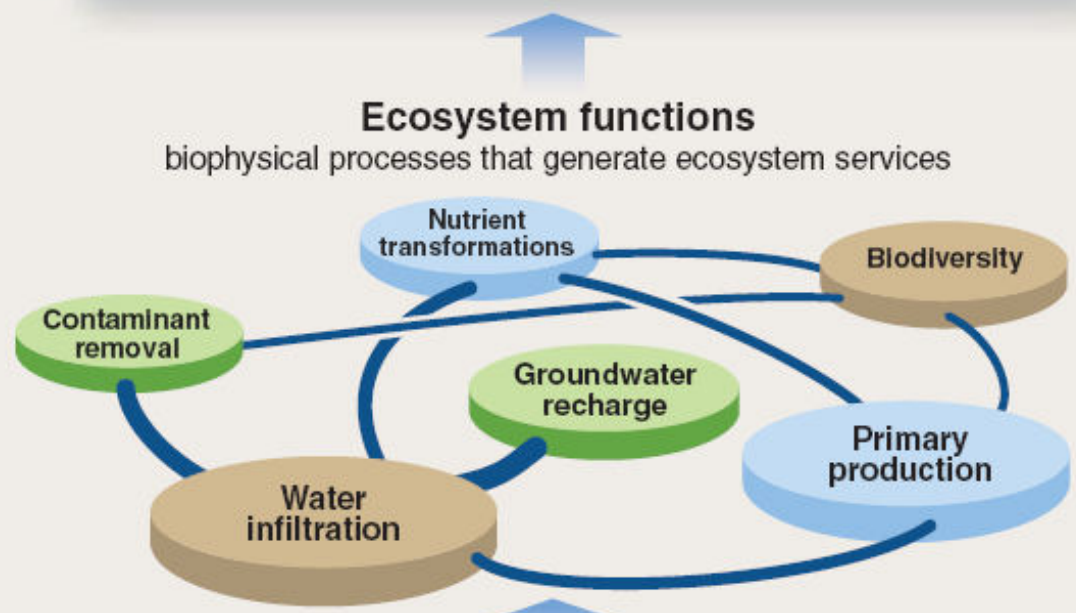 Ecosystem functions
biophysical processes that generate ecosystem services
Nutrient
transformations
Biodiversity
Contaminant
removal
Groundwater
recharge
Primary
production
Water
infiltration